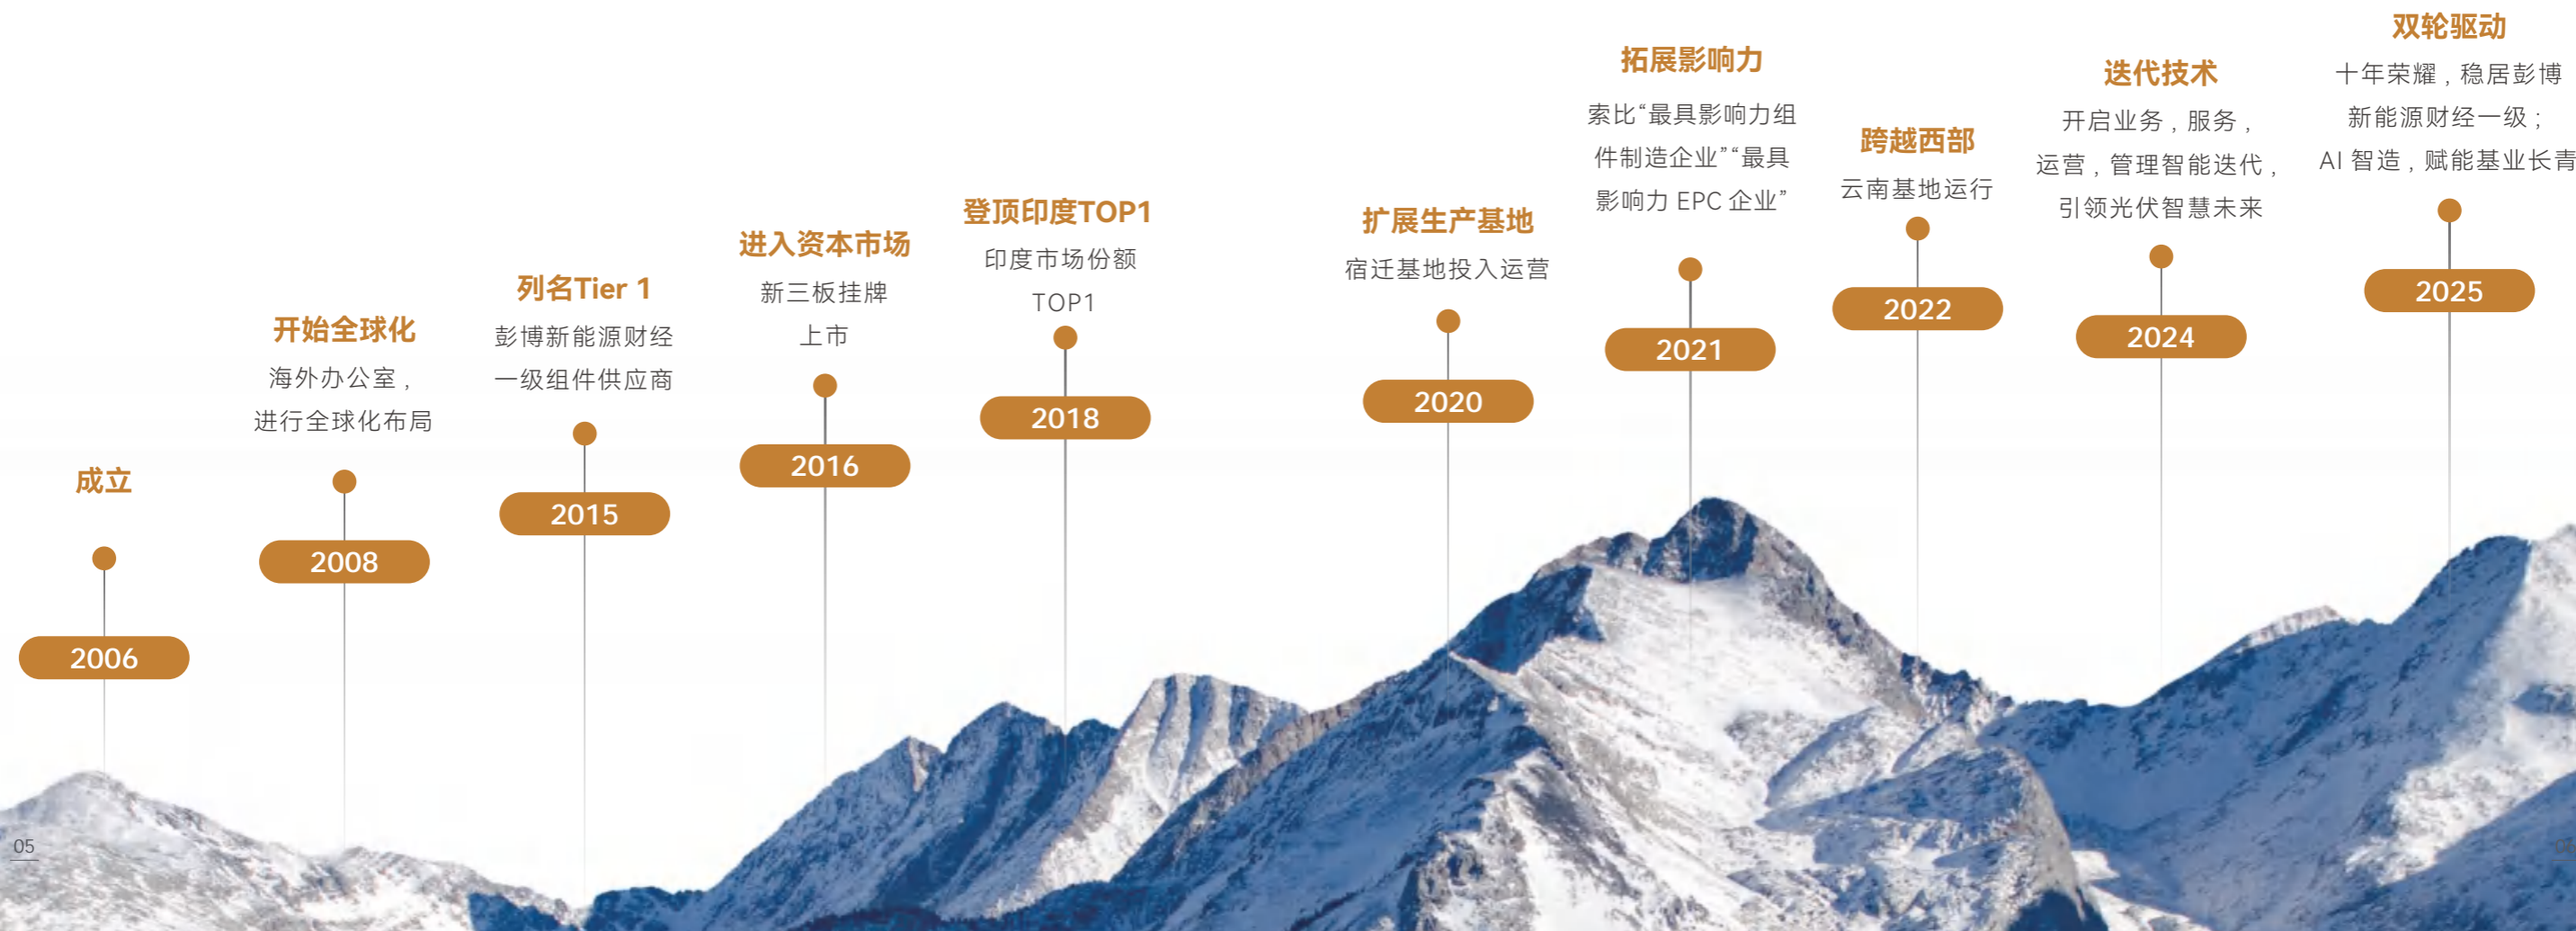 成立
2006
开始全球化
海外办公室,
进行全球化布局
2008
列名Tier 1
彭博新能源财经
一级组件供应商
2015
进入资本市场
新三板挂牌
上市
2016
登顶印度TOP1
印度市场份额
TOP1
2018
扩展生产基地
宿迁基地投入运营
2020
拓展影响力
索比“最具影响力组
件制造企业”“最具
影响力 EPC 企业”
2021
跨越西部
云南基地运行
2022
迭代技术
开启业务,服务,
运营,管理智能迭代,
引领光伏智慧未来
2024
双轮驱动
十年荣耀,稳居彭博
新能源财经一级;
AI 智造,赋能基业长青
2025
05